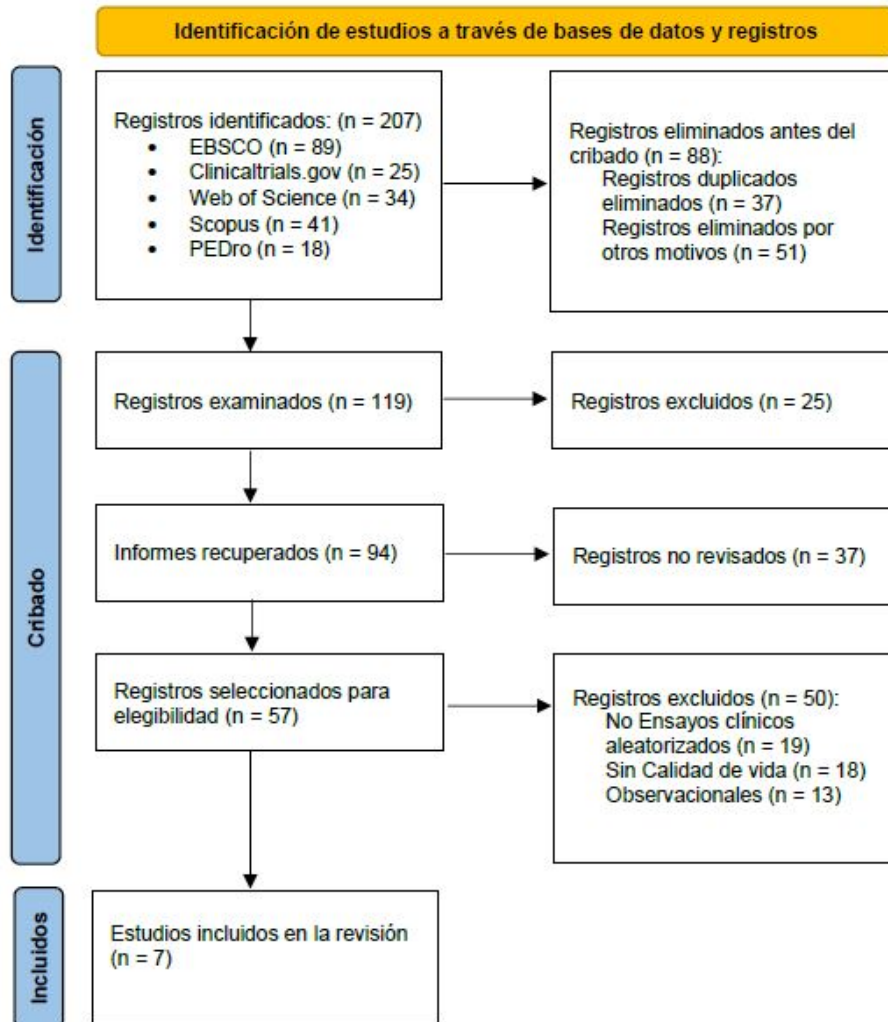 Identificación de estudios a través de bases de datos y registros
Identificación
Registros identificados: (n = 207)
• EBSCO (n = 89)
• Clinicaltrials.gov (n = 25)
• Web of Science (n = 34)
• Scopus (n = 41)
• PEDro (n = 18)
Registros eliminados antes del
cribado (n = 88):
Registros duplicados
eliminados (n = 37)
Registros eliminados por
otros motivos (n = 51)
Cribado
Registros examinados (n = 119)
Registros excluidos (n = 25)
Informes recuperados (n = 94)
Registros no revisados (n = 37)
Registros seleccionados para
elegibilidad (n = 57)
Registros excluidos (n = 50):
No Ensayos clínicos
aleatorizados (n = 19)
Sin Calidad de vida (n = 18)
Observacionales (n = 13)
Incluidos
Estudios incluidos en la revisión
(n = 7)